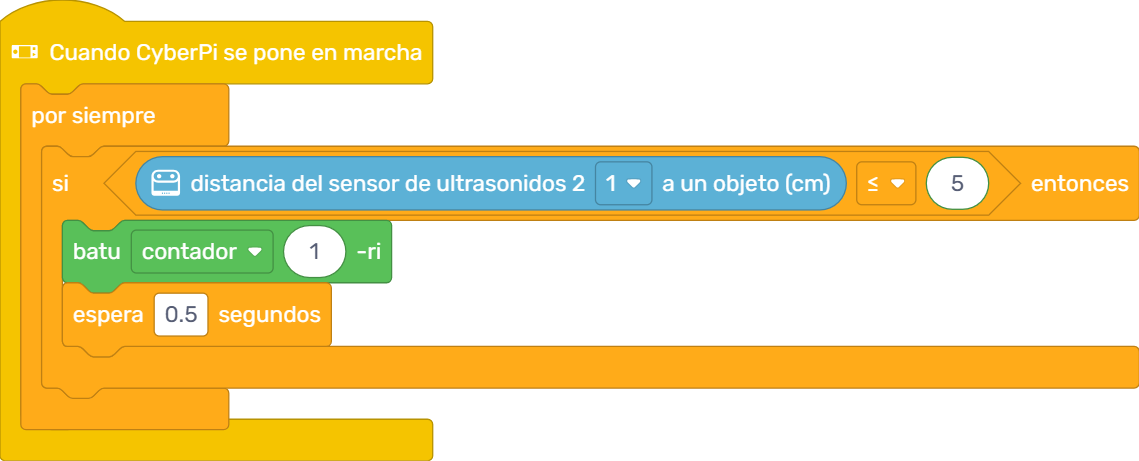 Cuando CyberPi se pone en marcha
por siempre
si distancia del sensor de ultrasonidos 2 1 a un objeto (cm) ≤ 5 entonces
batu contador 1 -ri
espera 0.5 segundos